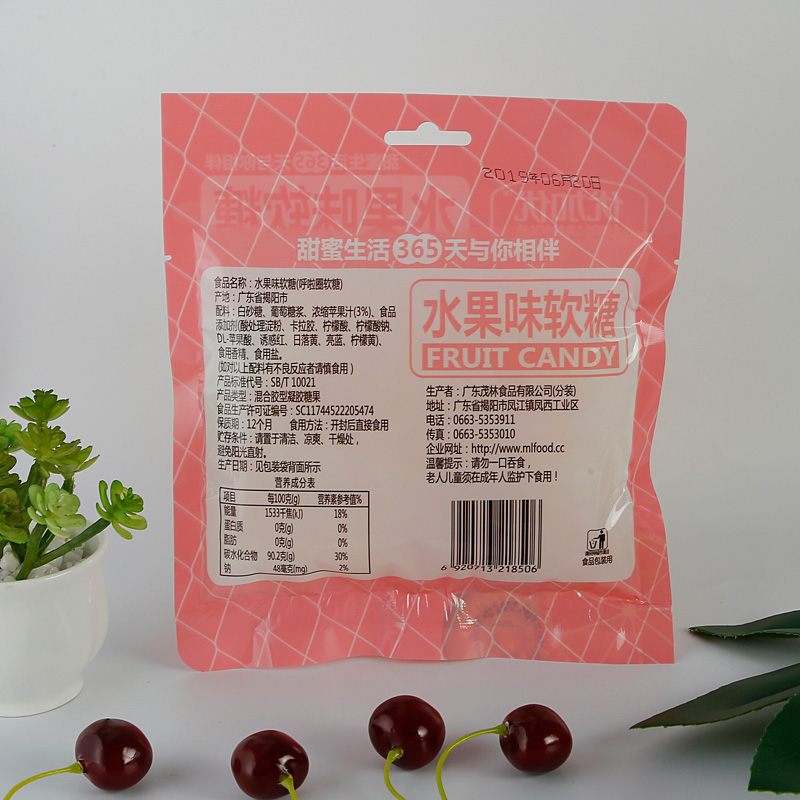 2019年06月20日
甜蜜生活365天与你相伴
水果味软糖
FRUIT CANDY
食品名称：水果味软糖(呼啦圈软糖)
产地：广东省揭阳市
配料：白砂糖、葡萄糖浆、浓缩苹果汁(3%)、食品
添加剂(酸处理淀粉、卡拉胶、柠檬酸、柠檬酸钠、
DL-苹果酸、诱惑红、日落黄、亮蓝、柠檬黄)、
食用香精、食用盐。
(如对以上配料有不良反应者请慎食用)
产品标准代号：SB/T 10021
产品类型：混合胶型凝胶糖果
食品生产许可证编号：SC11744522205474
保质期：12个月 食用方法：开封后直接食用
贮存条件：请置于清洁、凉爽、干燥处，
避免阳光直射。
生产日期：见包装袋背面所示
营养成分表
项目 每100克(g) 营养素参考值%
能量 1533千焦(kJ) 18%
蛋白质 0克(g) 0%
脂肪 0克(g) 0%
碳水化合物 90.2克(g) 30%
钠 48毫克(mg) 2%
生产者：广东茂林食品有限公司(分装)
地址：广东省揭阳市凤江镇凤西工业区
电话：0663-5353911
传真：0663-5353010
企业网址：http://www.mlfood.cc
温馨提示：请勿一口吞食，
老人儿童须在成年人监护下食用！
6 920713 218506
食品包装用